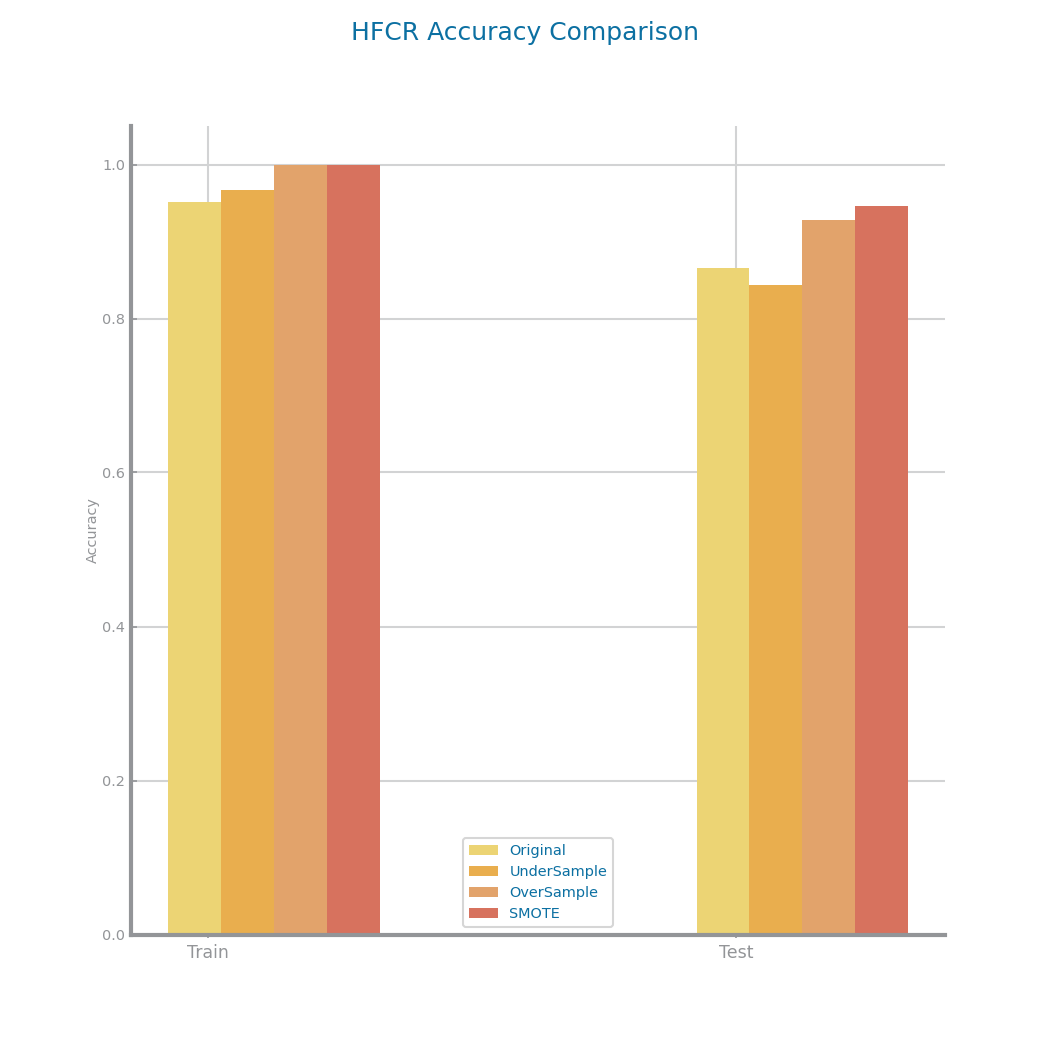 HFCR Accuracy Comparison
1.0
0.8
0.6
0.4
0.2
0.0
Accuracy
Original
UnderSample
OverSample
SMOTE
Train
Test